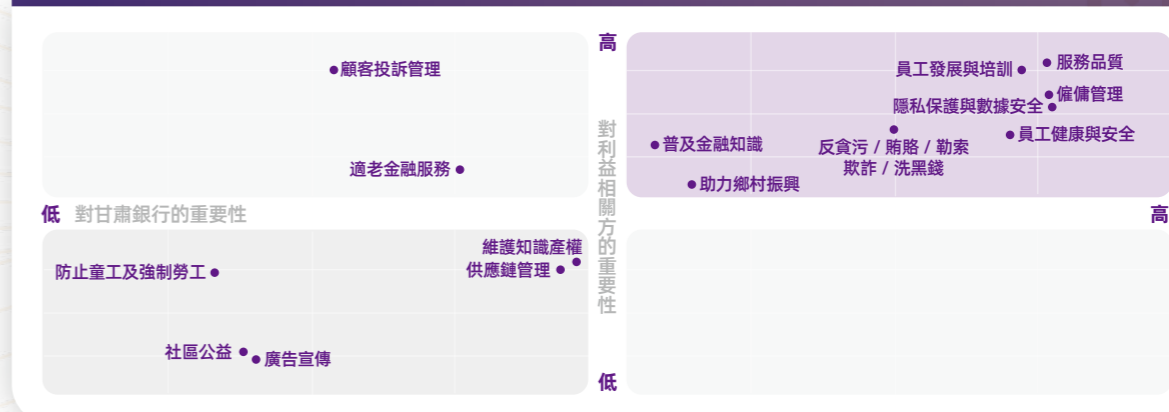 高
顧客投訴管理
適老金融服務
員工發展與培訓
服務品質
僱傭管理
隱私保護與數據安全
員工健康與安全
普及金融知識
反貪污 / 賄賂 / 勒索
欺詐 / 洗黑錢
助力鄉村振興
對利益相關方的重要性
低 對甘肅銀行的重要性
高
維護知識產權
供應鏈管理
防止童工及強制勞工
社區公益
廣告宣傳
低